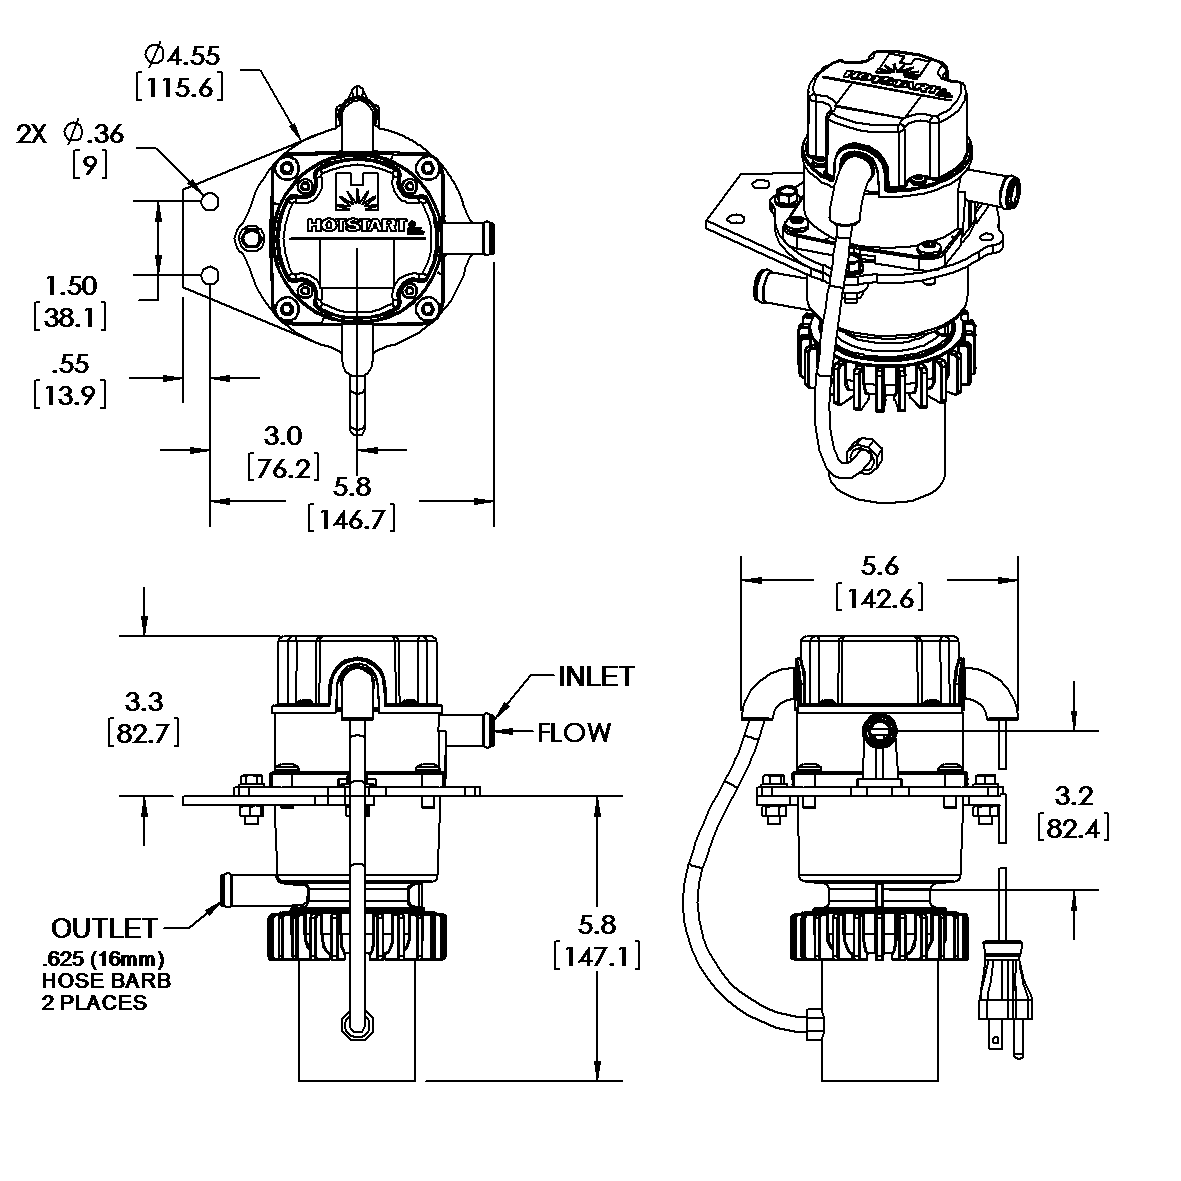 Ø4.55
[115.6]
2X Ø.36
[9]
HOTSTART
HOTSTART
1.50
[38.1]
.55
[13.9]
3.0
[76.2]
5.8
[146.7]
5.6
[142.6]
3.3
[82.7]
INLET
FLOW
3.2
[82.4]
OUTLET
.625 (16mm)
HOSE BARB
2 PLACES
5.8
[147.1]